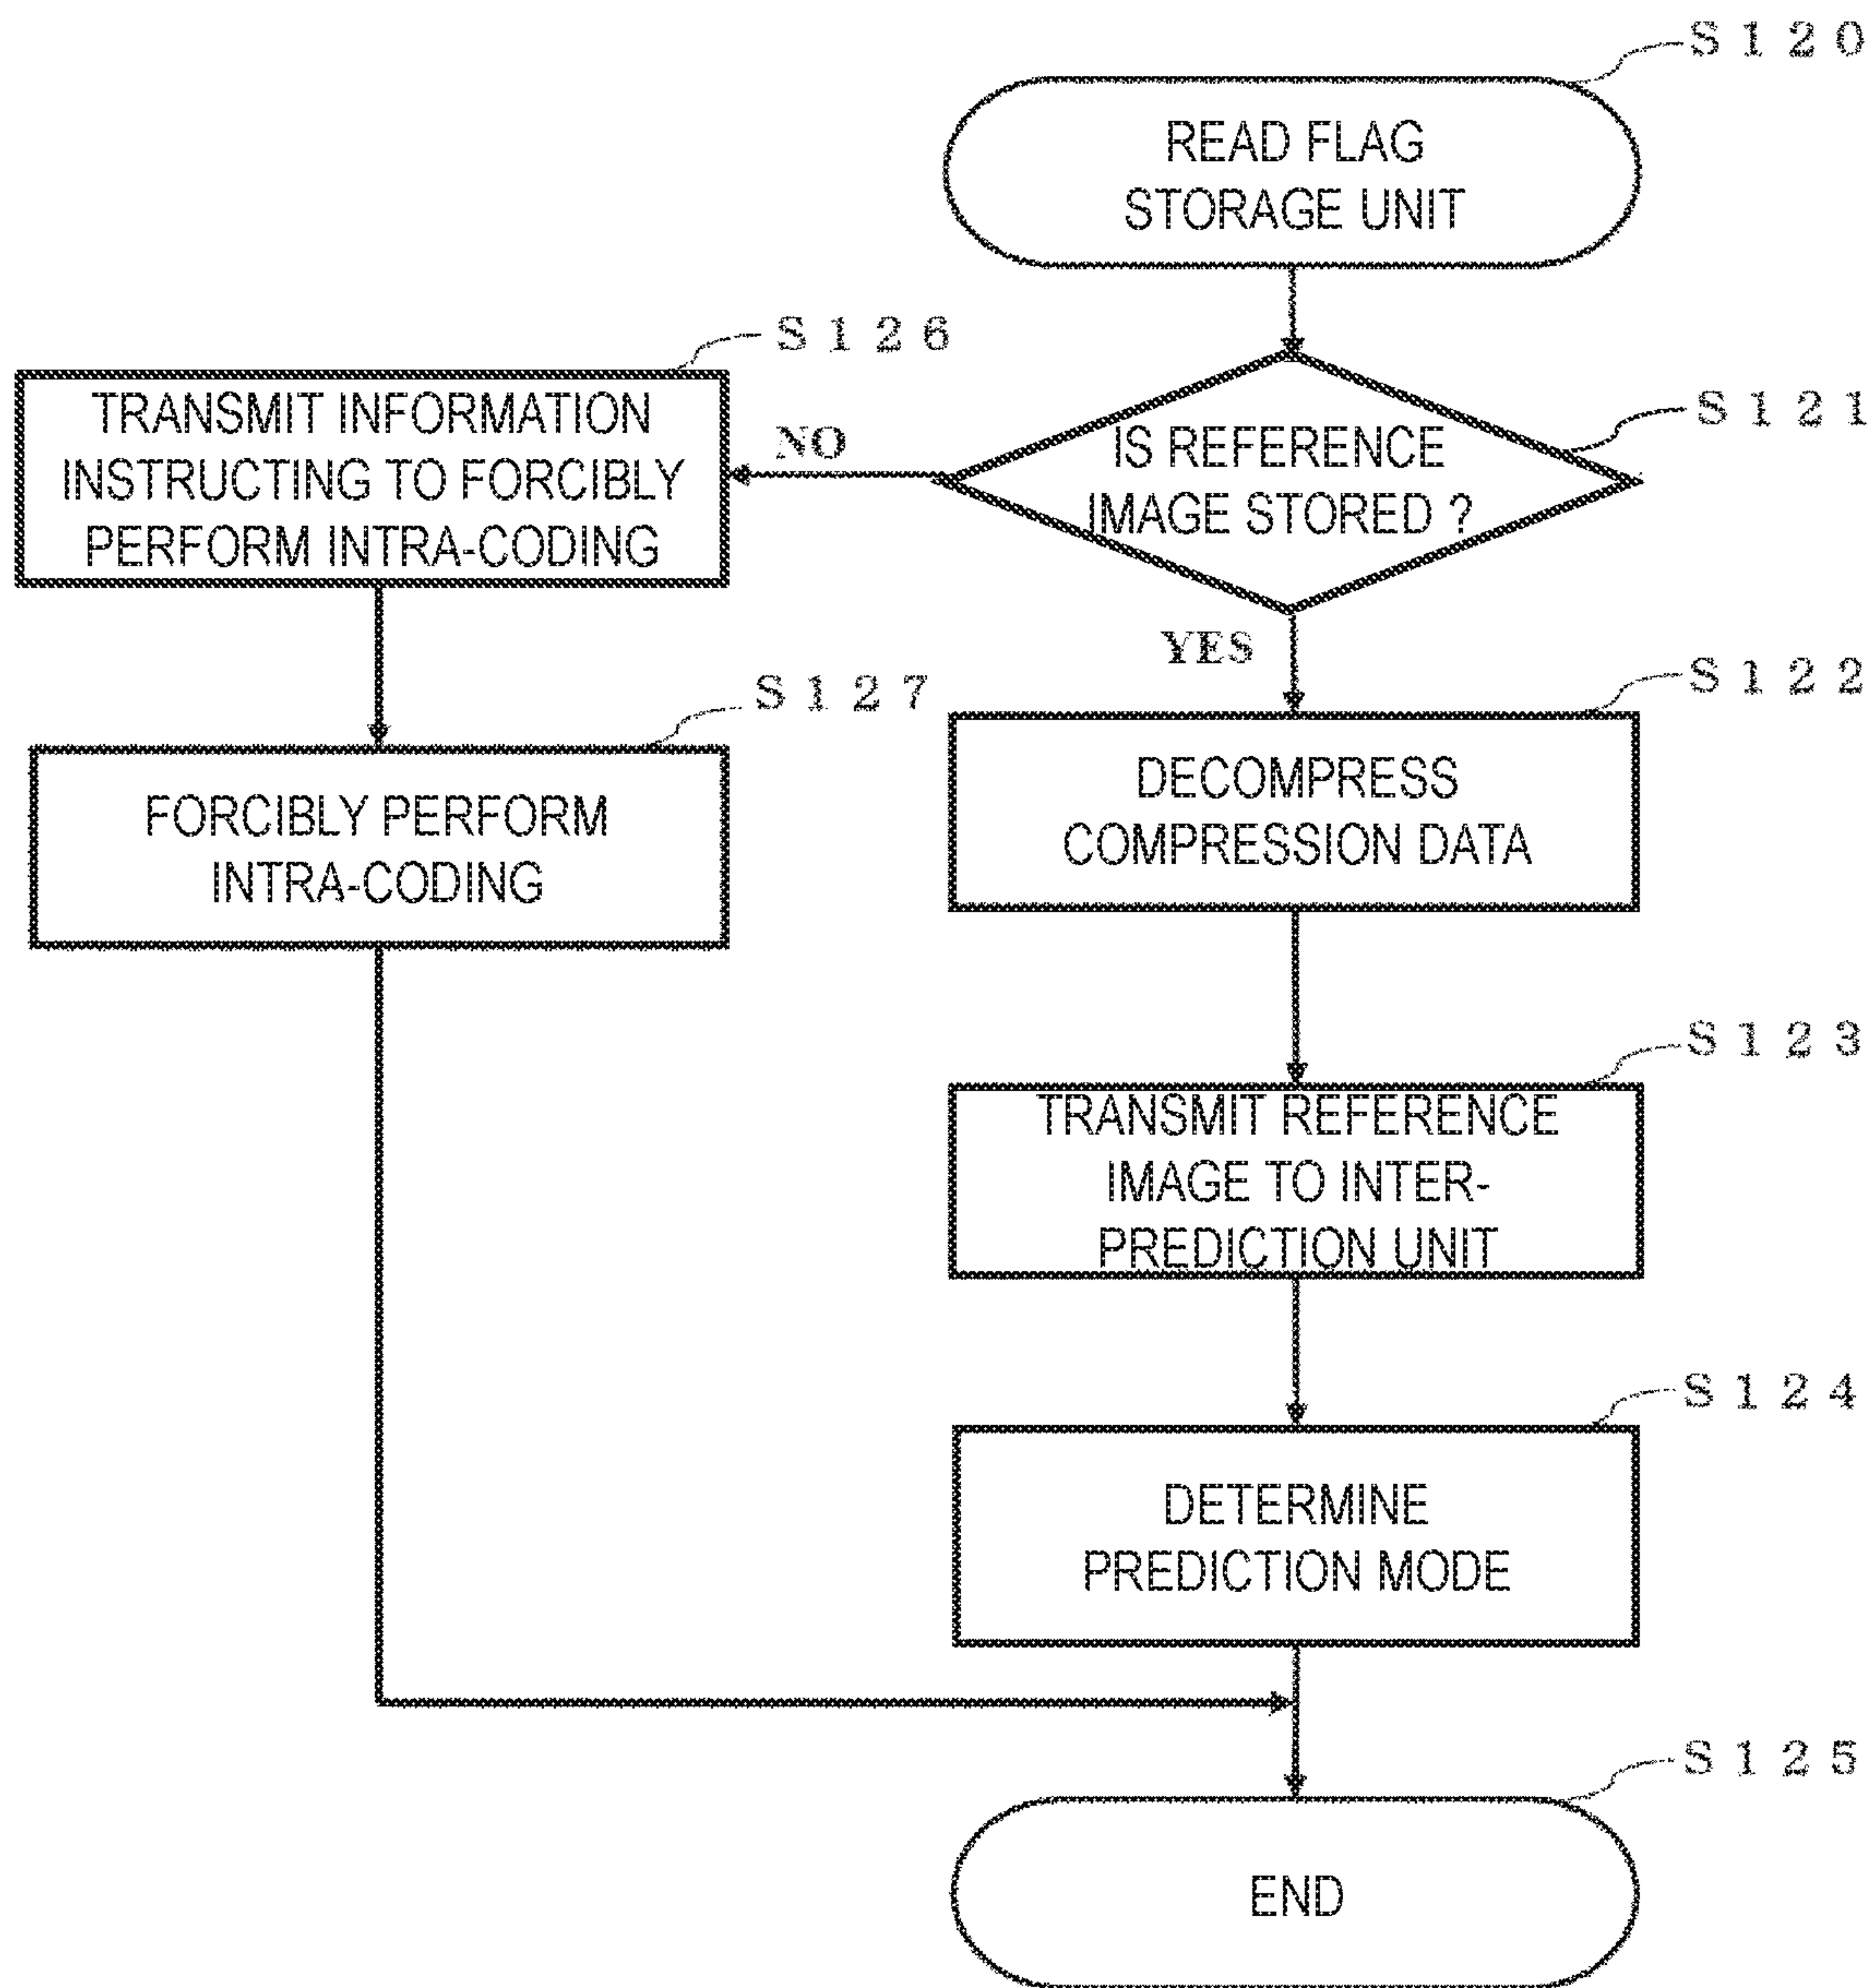 S120
READ FLAG
STORAGE UNIT
S126
TRANSMIT INFORMATION
INSTRUCTING TO FORCIBLY
PERFORM INTRA-CODING
NO
S121
IS REFERENCE
IMAGE STORED ?
YES
S127
FORCIBLY PERFORM
INTRA-CODING
S122
DECOMPRESS
COMPRESSION DATA
S123
TRANSMIT REFERENCE
IMAGE TO INTER-
PREDICTION UNIT
S124
DETERMINE
PREDICTION MODE
S125
END